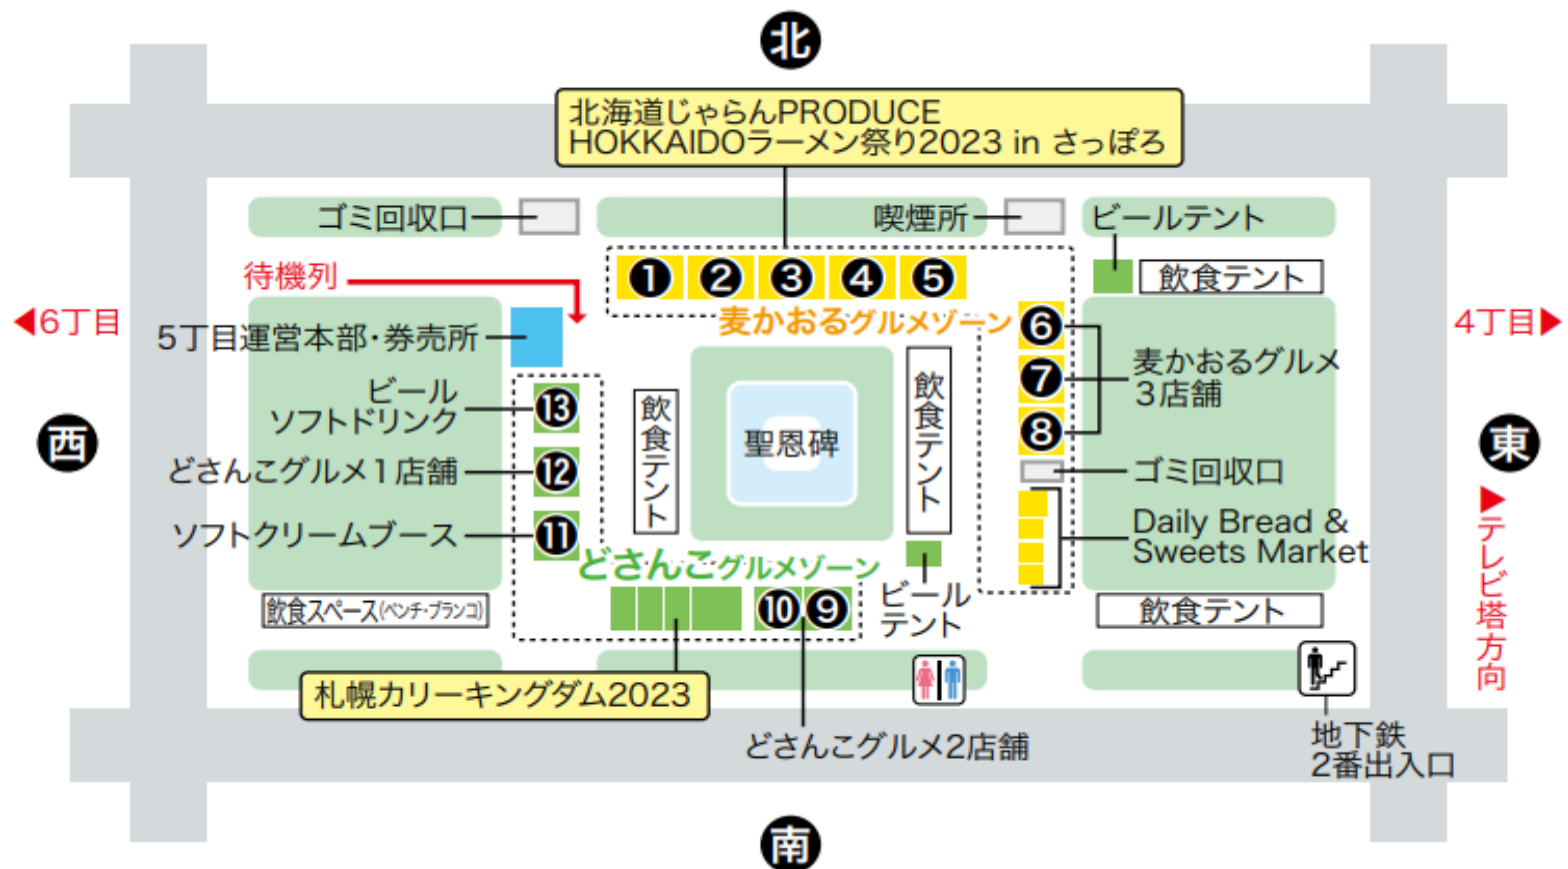 北
北海道じゃらんPRODUCE
HOKKAIDOラーメン祭り2023 in さっぽろ
ゴミ回収口
喫煙所
ビールテント
待機列
❶
❷
❸
❹
❺
飲食テント
◀6丁目
5丁目運営本部・券売所
麦かおるグルメゾーン
❻
4丁目▶
❼
麦かおるグルメ
3店舗
❽
ビール
ソフトドリンク
⓭
飲食テント
聖恩碑
飲食テント
西
東
どさんこグルメ1店舗
⓬
ゴミ回収口
ソフトクリームブース
⓫
Daily Bread &
Sweets Market
▶テレビ塔方向
どさんこグルメゾーン
飲食スペース(ベンチ・ブランコ)
❿
❾
ビール
テント
飲食テント
札幌カリーキングダム2023
どさんこグルメ2店舗
地下鉄
2番出入口
南